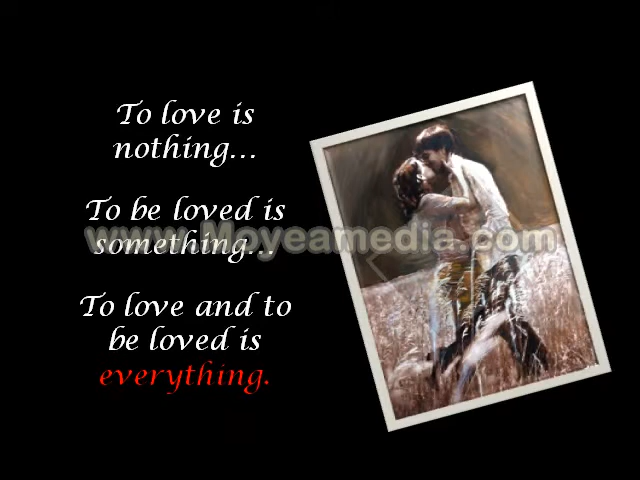 To love is
nothing...
To be loved is
www.Moyeamedia.com
something...
To love and to
be loved is
everything.